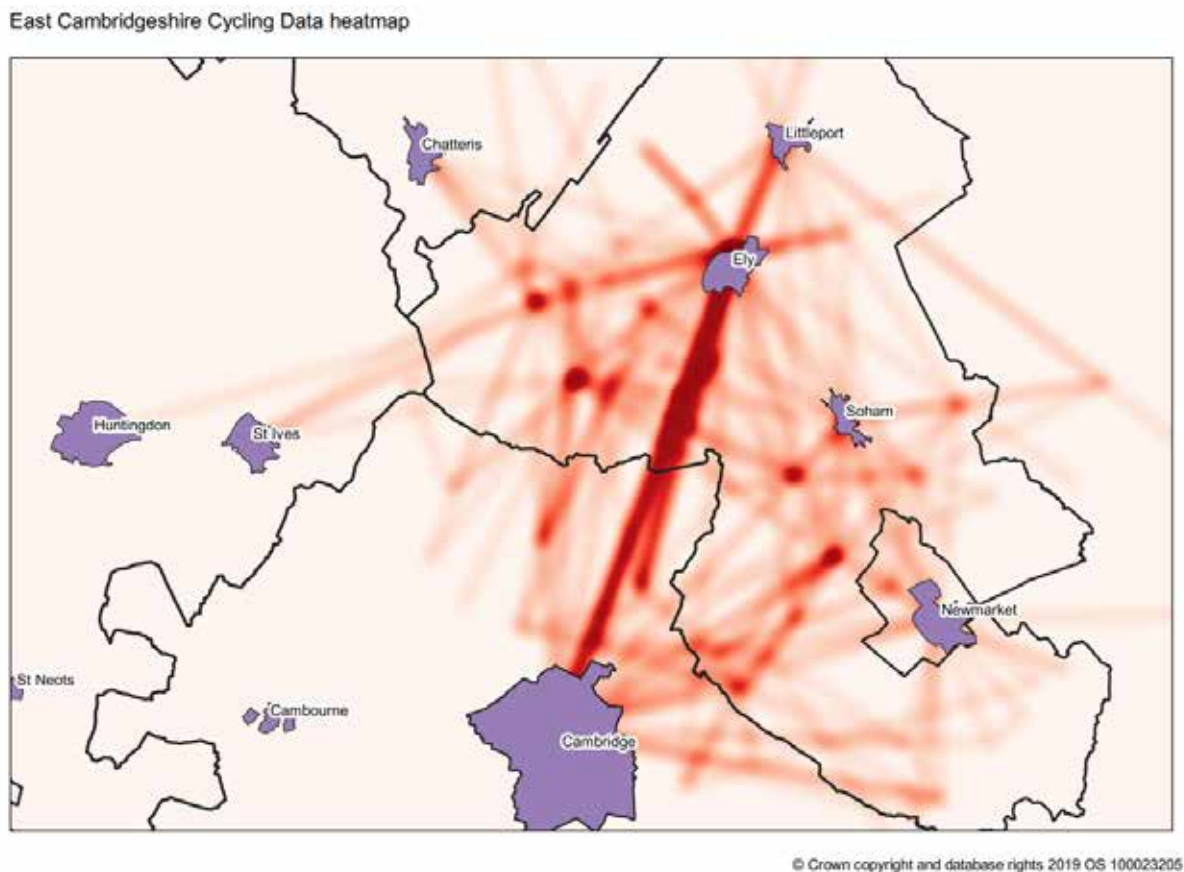 East Cambridgeshire Cycling Data heatmap
Chatteris
Littleport
Ely
Huntingdon
St Ives
Soham
Newmarket
St Neots
Cambourne
Cambridge
© Crown copyright and database rights 2019 OS 100023205